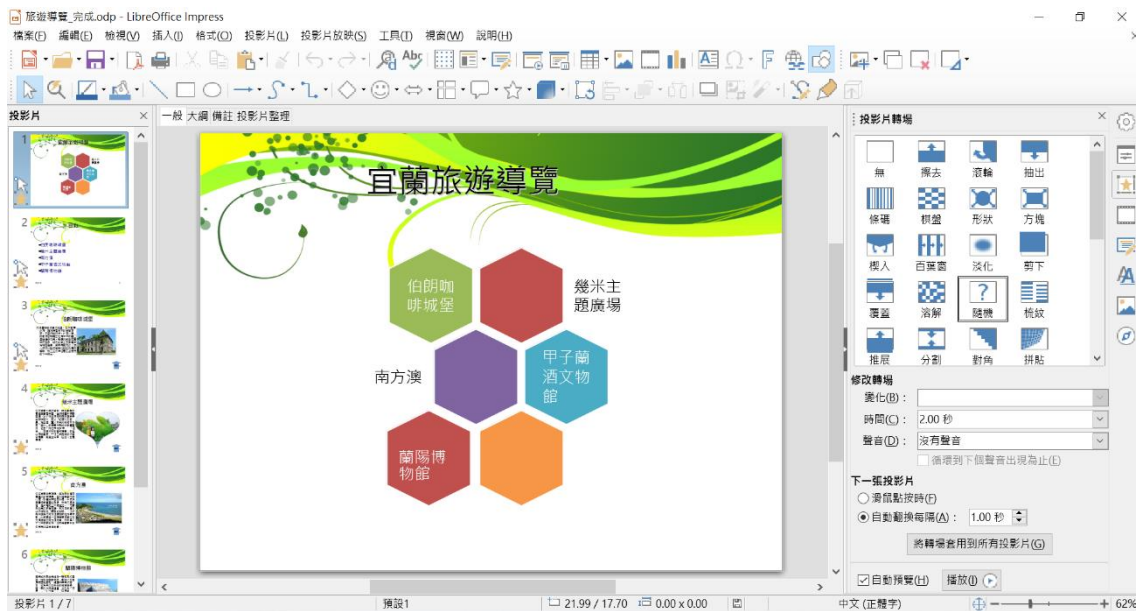 旅遊導覽_完成.odp - LibreOffice Impress
檔案(F) 編輯(E) 檢視(V) 插入(I) 格式(O) 投影片(L) 投影片放映(S) 工具(T) 視窗(W) 說明(H)
投影片
一般 大綱 備註 投影片整理
投影片轉場
1
2
3
4
5
6
宜蘭旅遊導覽
伯朗咖
啡城堡
幾米主
題廣場
南方澳
甲子蘭
酒文物
館
蘭陽博
物館
無 擦去 滾輪 抽出
條碼 棋盤 形狀 方塊
楔入 百葉窗 淡化 剪下
覆蓋 溶解 隨機 梳紋
推展 分割 對角 拼貼
修改轉場
變化(B):
時間(C): 2.00 秒
聲音(D): 沒有聲音
循環到下個聲音出現為止(E)
下一張投影片
滑鼠點按時(F)
自動翻換每隔(A): 1.00 秒
將轉場套用到所有投影片(G)
自動預覽(H) 播放(I)
投影片 1 / 7 預設1 21.99 / 17.70 0.00 x 0.00 中文 (正體字) 62%